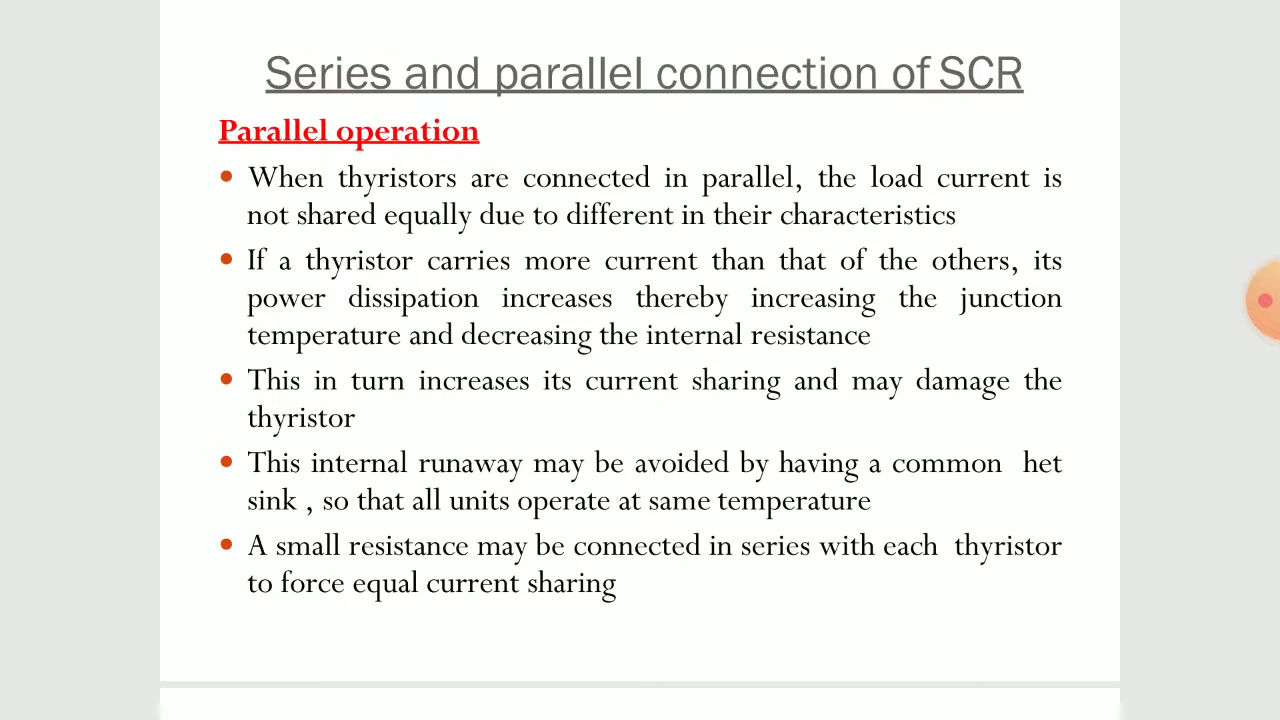 Series and parallel connection of SCR
Parallel operation
• When thyristors are connected in parallel, the load current is
not shared equally due to different in their characteristics
• If a thyristor carries more current than that of the others, its
power dissipation increases thereby increasing the junction
temperature and decreasing the internal resistance
• This in turn increases its current sharing and may damage the
thyristor
• This internal runaway may be avoided by having a common het
sink , so that all units operate at same temperature
• A small resistance may be connected in series with each thyristor
to force equal current sharing